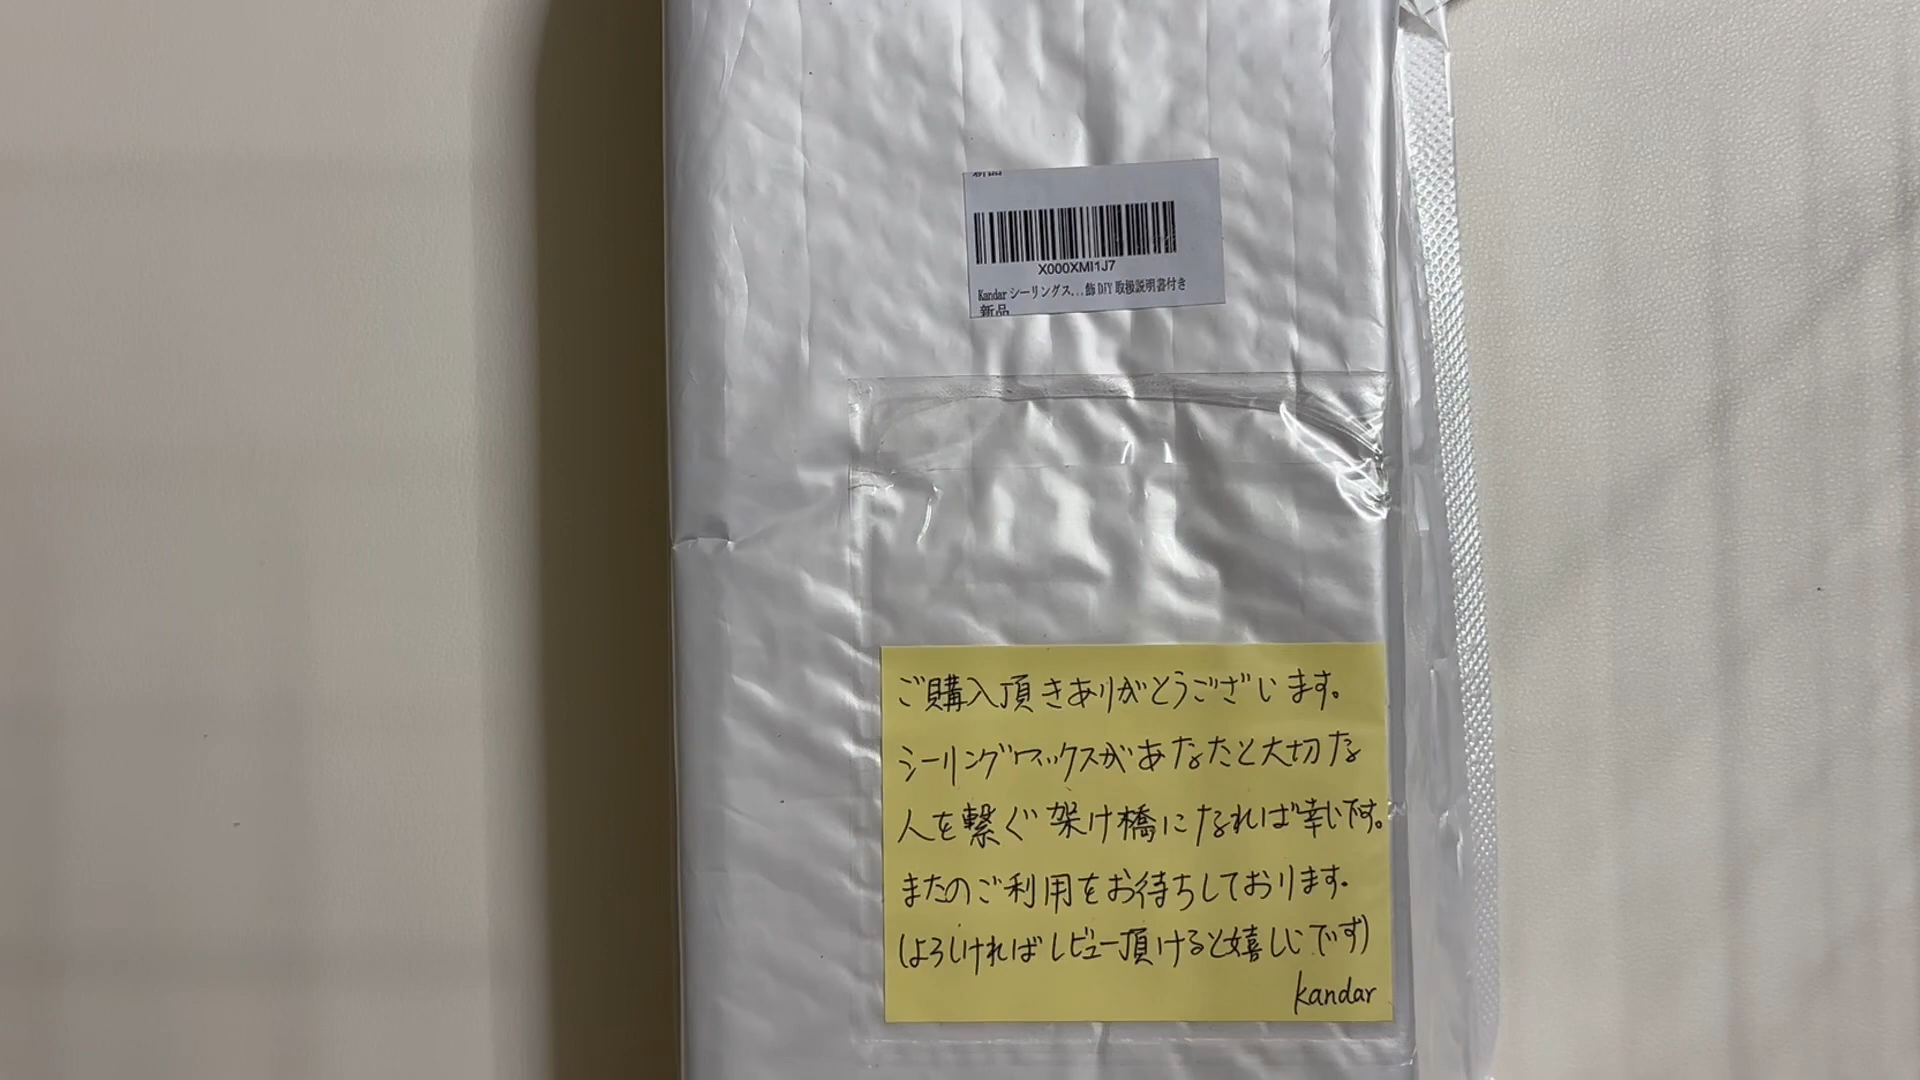 新品
X000XMI1J7
Kandar シーリングス...飾 DIY 取扱説明書付き
新品
ご購入頂きありがとうございます。
シーリングワックスがあなたと大切な
人を繋ぐ架け橋になれば幸いです。
またのご利用をお待ちしております。
(よろしければレビュー頂けると嬉しいです)
kandar